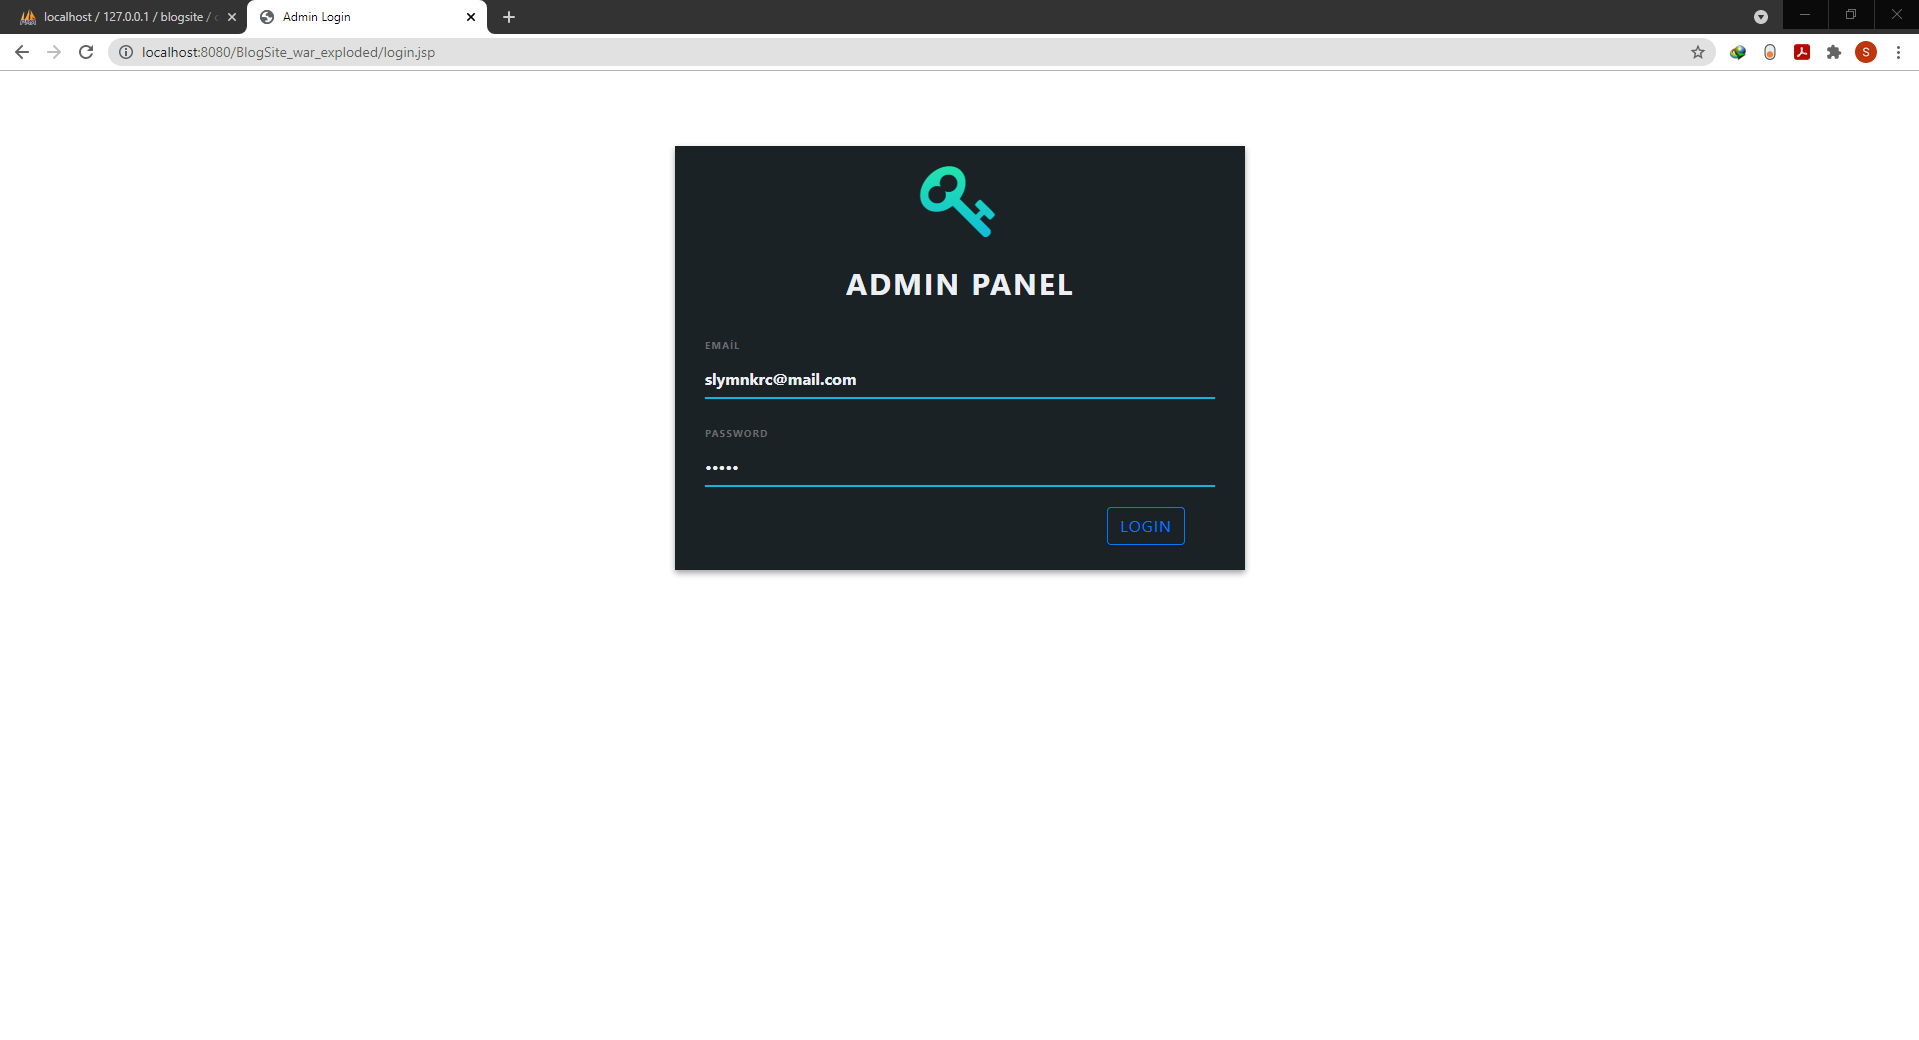 localhost / 127.0.0.1 / blogsite /
Admin Login
localhost:8080/BlogSite_war_exploded/login.jsp
S
ADMIN PANEL
EMAİL
slymnkrc@mail.com
PASSWORD
•••••
LOGIN